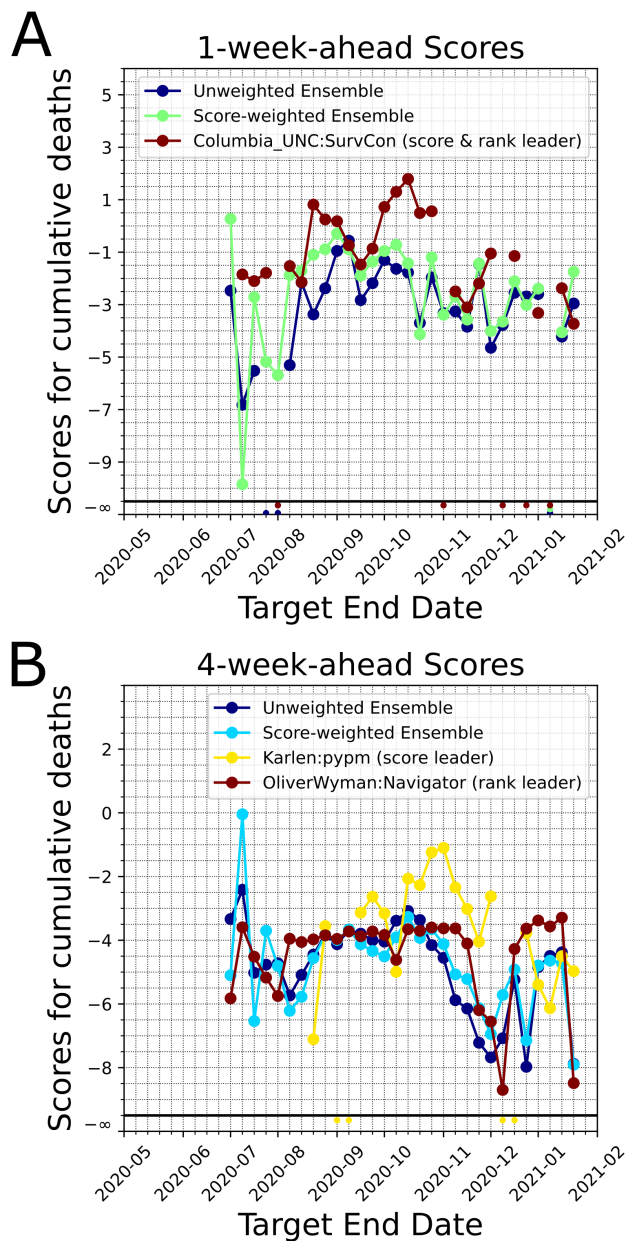 A
1-week-ahead Scores
Unweighted Ensemble
Score-weighted Ensemble
Columbia_UNC:SurvCon (score & rank leader)
Scores for cumulative deaths
5
3
1
−1
−3
−5
−7
−9
−∞
2020-05
2020-06
2020-07
2020-08
2020-09
2020-10
2020-11
2020-12
2021-01
2021-02
Target End Date
B
4-week-ahead Scores
Unweighted Ensemble
Score-weighted Ensemble
Karlen:pypm (score leader)
OliverWyman:Navigator (rank leader)
Scores for cumulative deaths
2
0
−2
−4
−6
−8
−∞
2020-05
2020-06
2020-07
2020-08
2020-09
2020-10
2020-11
2020-12
2021-01
2021-02
Target End Date